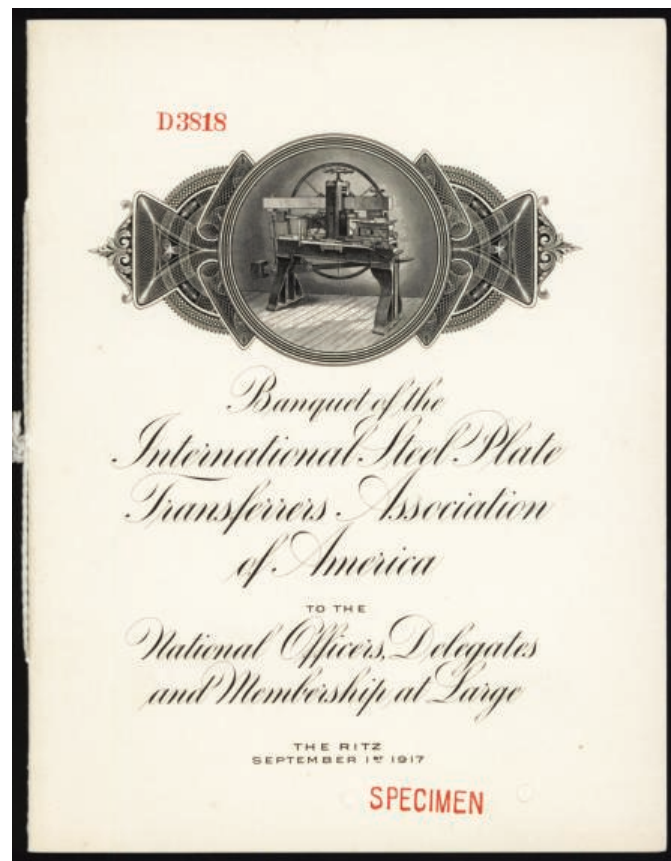 D3818
Banquet of the
International Steel Plate
Transferrers Association
of America
TO THE
National Officers, Delegates
and Membership at Large
THE RITZ
SEPTEMBER 1ST 1917
SPECIMEN